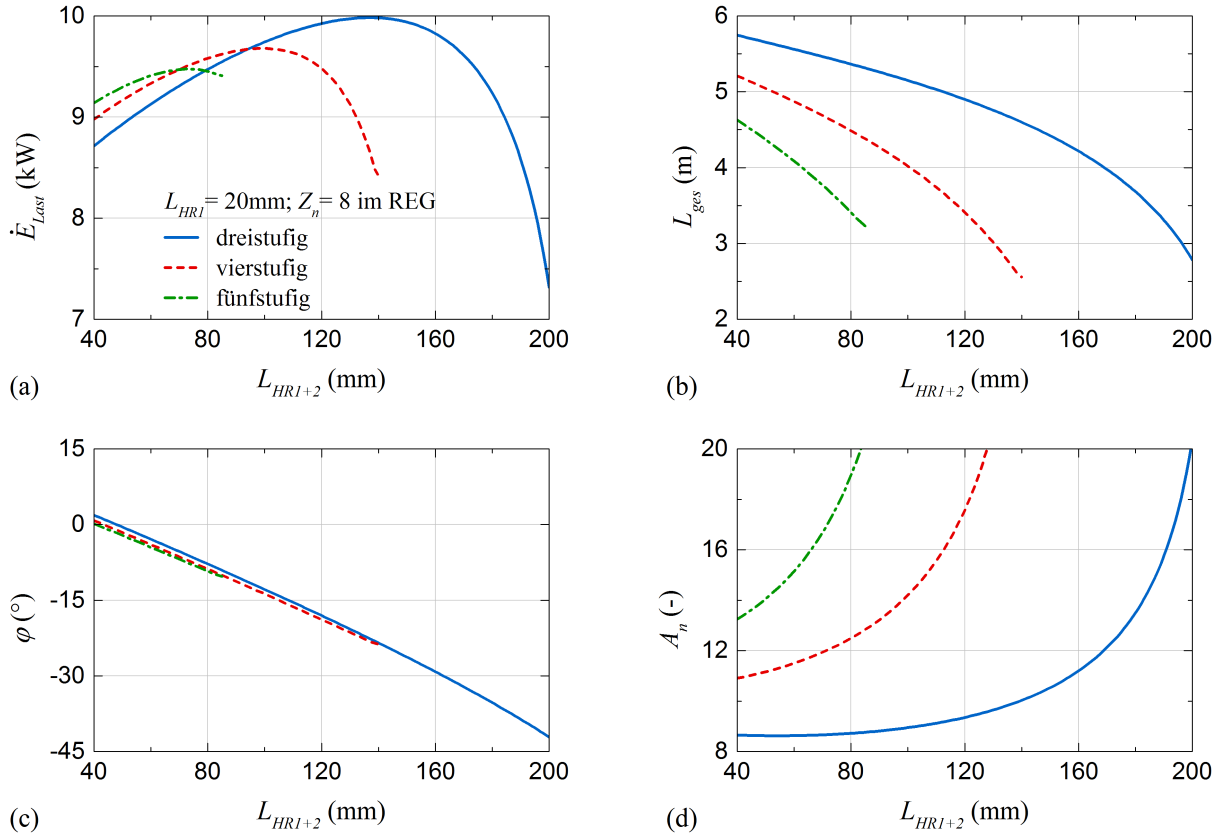 10
9
8
7
Ė_Last (kW)
L_HR1 = 20mm; Z_n = 8 im REG
dreistufig
vierstufig
fünfstufig
40 80 120 160 200
(a) L_HR1+2 (mm)
6
5
4
3
2
L_ges (m)
40 80 120 160 200
(b) L_HR1+2 (mm)
15
0
-15
-30
-45
φ (°)
40 80 120 160 200
(c) L_HR1+2 (mm)
20
16
12
8
A_n (-)
40 80 120 160 200
(d) L_HR1+2 (mm)